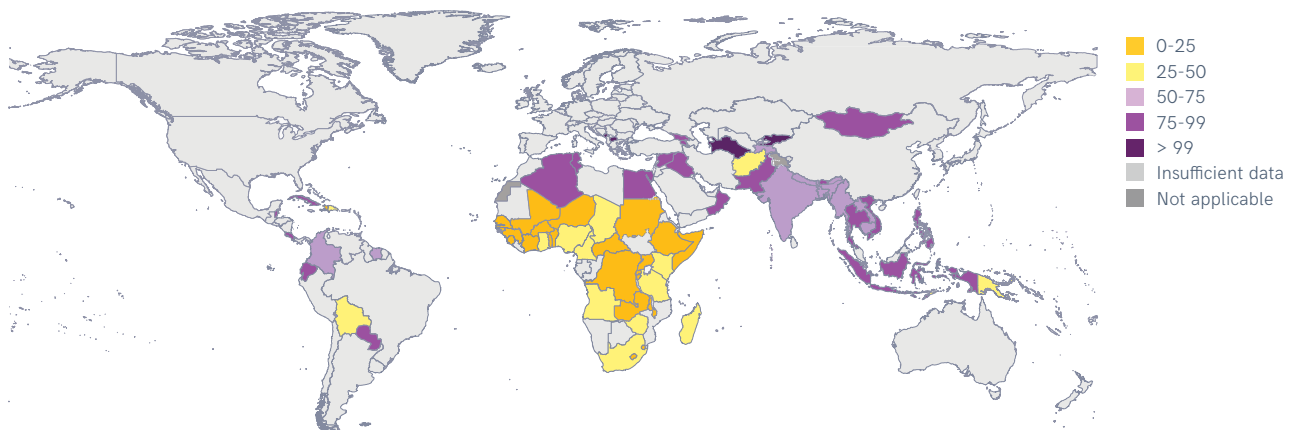 0-25
25-50
50-75
75-99
> 99
Insufficient data
Not applicable